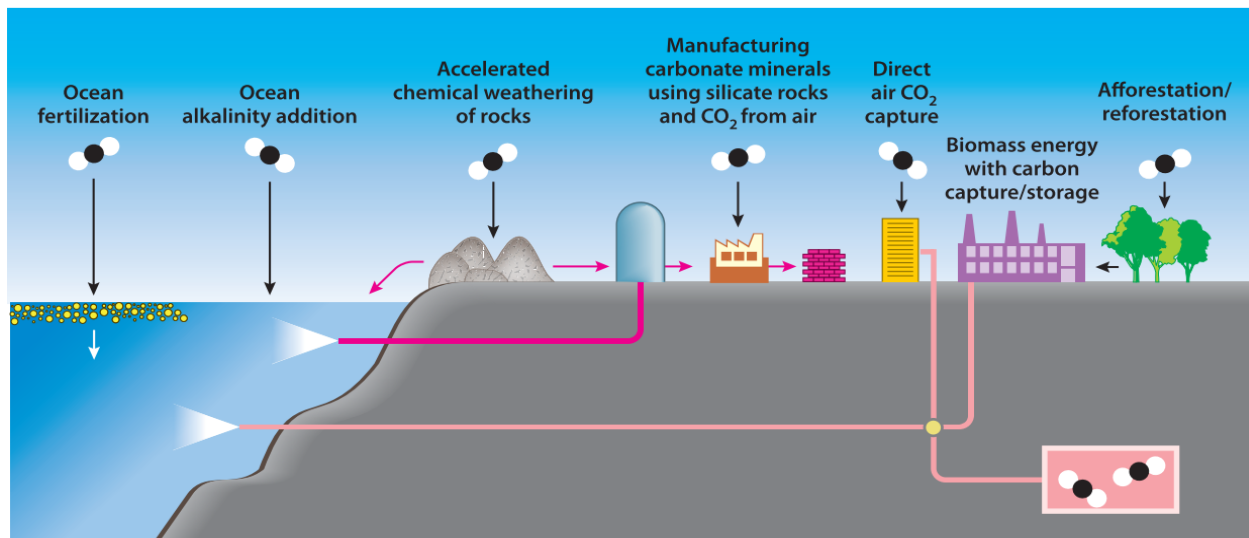 Ocean
fertilization
Ocean
alkalinity addition
Accelerated
chemical weathering
of rocks
Manufacturing
carbonate minerals
using silicate rocks
and CO₂ from air
Direct
air CO₂
capture
Biomass energy
with carbon
capture/storage
Afforestation/
reforestation